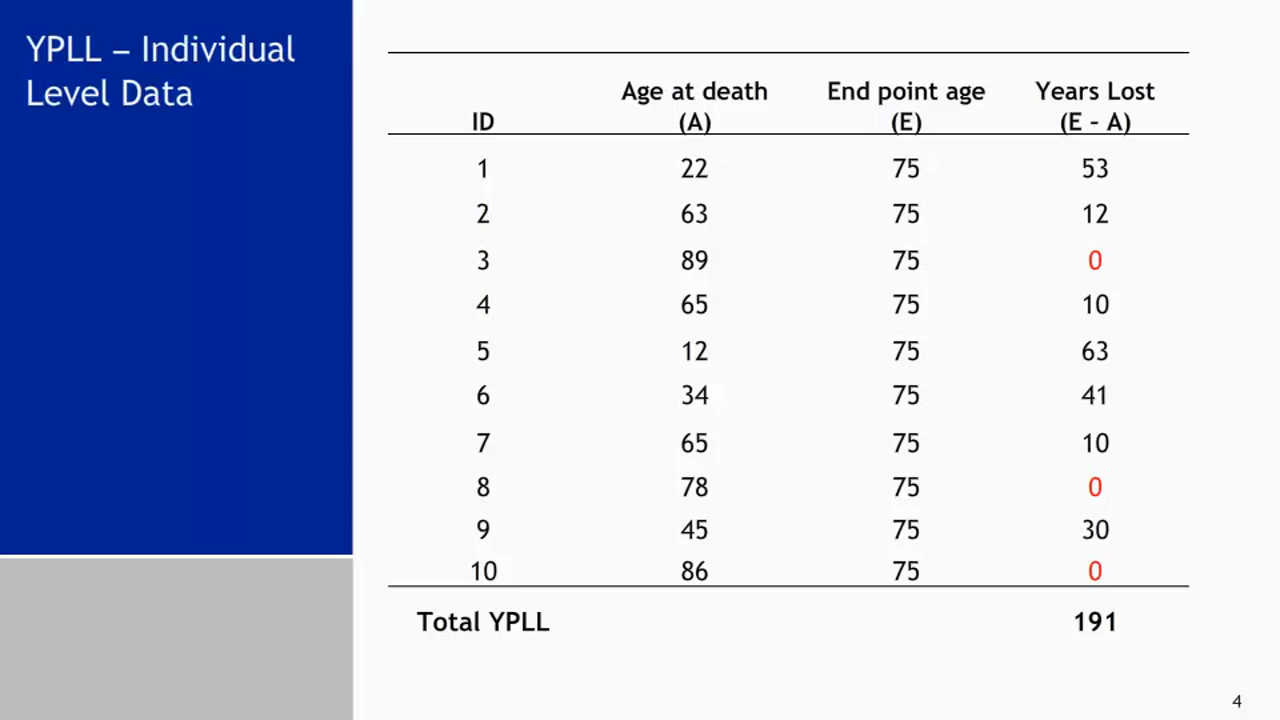 YPLL – Individual
Level Data
ID Age at death (A) End point age (E) Years Lost (E – A)
1 22 75 53
2 63 75 12
3 89 75 0
4 65 75 10
5 12 75 63
6 34 75 41
7 65 75 10
8 78 75 0
9 45 75 30
10 86 75 0
Total YPLL 191
4